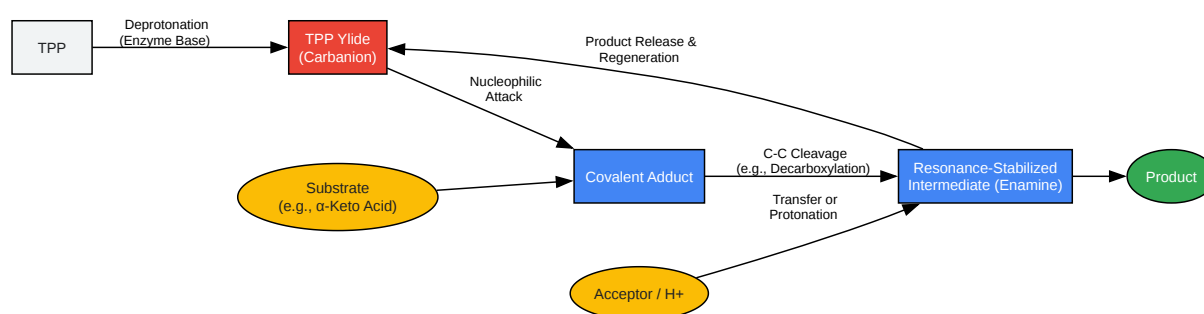 Deprotonation
(Enzyme Base)
TPP
TPP Ylide
(Carbanion)
Product Release &
Regeneration
Nucleophilic
Attack
Substrate
(e.g., α-Keto Acid)
Covalent Adduct
C-C Cleavage
(e.g., Decarboxylation)
Resonance-Stabilized
Intermediate (Enamine)
Product
Transfer or
Protonation
Acceptor / H+